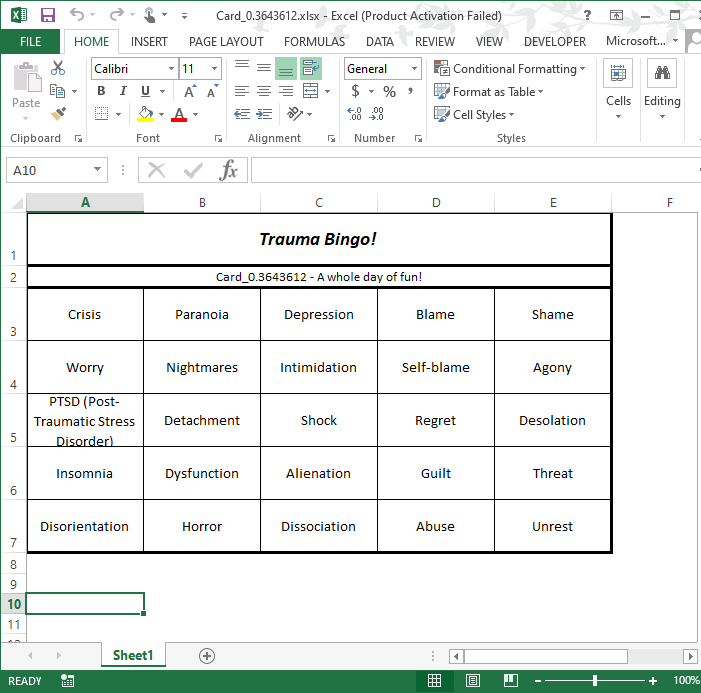 Card_0.3643612.xlsx - Excel (Product Activation Failed)
?
FILE HOME INSERT PAGE LAYOUT FORMULAS DATA REVIEW VIEW DEVELOPER Microsoft...
Calibri 11 General Conditional Formatting
Paste B I U A A $ % , Format as Table Cells Editing
A .00 .00 Cell Styles
Clipboard Font Alignment Number Styles
A10 fx
A B C D E F
1 Trauma Bingo!
2 Card_0.3643612 - A whole day of fun!
3 Crisis Paranoia Depression Blame Shame
4 Worry Nightmares Intimidation Self-blame Agony
5 PTSD (Post-Traumatic Stress Disorder) Detachment Shock Regret Desolation
6 Insomnia Dysfunction Alienation Guilt Threat
7 Disorientation Horror Dissociation Abuse Unrest
8
9
10
11
Sheet1
READY 100%